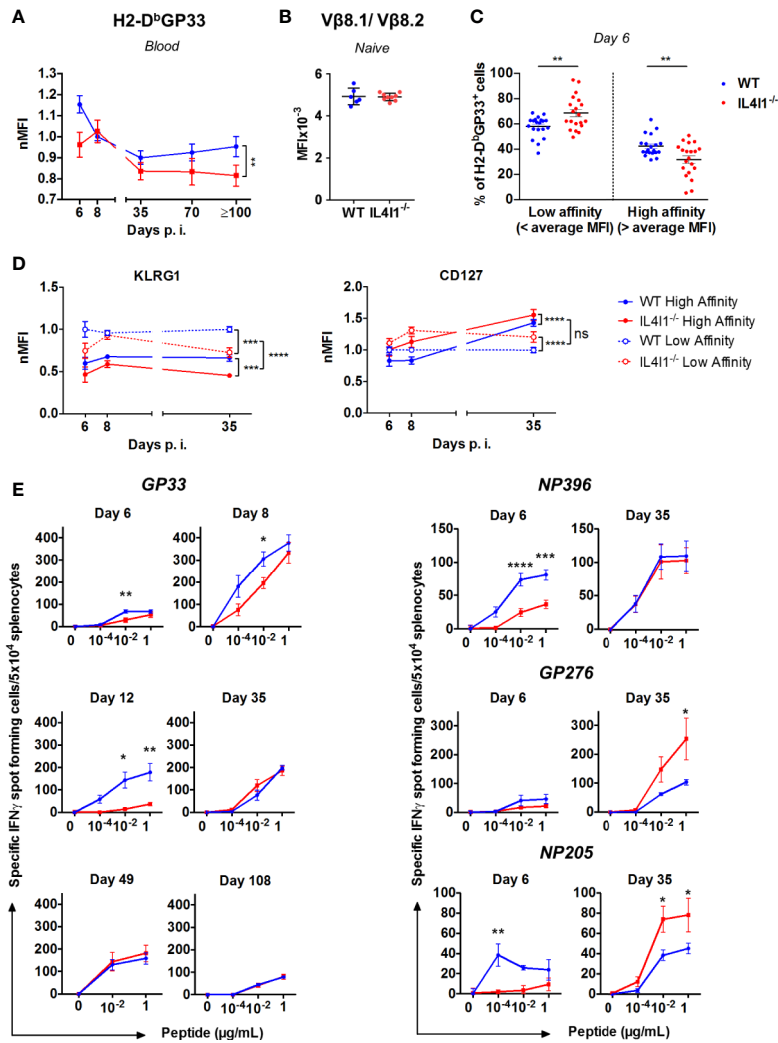 A
H2-DᵇGP33
Blood
nMFI
1.3
1.2
1.1
1.0
0.9
0.8
0.7
**
6 8 35 70 ≥100
Days p. i.
B
Vβ8.1/ Vβ8.2
Naive
MFIx10⁻³
6
4
2
0
WT IL4I1⁻/⁻
C
Day 6
% of H2-DᵇGP33⁺ cells
100
80
60
40
20
0
** **
Low affinity
(< average MFI)
High affinity
(> average MFI)
WT
IL4I1⁻/⁻
D
KLRG1
nMFI
1.5
1.0
0.5
0.0
***
***
****
6 8 35
Days p. i.
CD127
nMFI
2.0
1.5
1.0
0.5
0.0
****
****
ns
6 8 35
Days p. i.
WT High Affinity
IL4I1⁻/⁻ High Affinity
WT Low Affinity
IL4I1⁻/⁻ Low Affinity
E
GP33
Specific IFNγ spot forming cells/5x10⁴ splenocytes
Day 6
400
300
200
100
0
**
0 10⁻⁴ 10⁻² 1
Day 8
400
300
200
100
0
*
0 10⁻⁴ 10⁻² 1
Day 12
400
300
200
100
0
* **
0 10⁻⁴ 10⁻² 1
Day 35
400
300
200
100
0
0 10⁻⁴ 10⁻² 1
Day 49
400
300
200
100
0
0 10⁻² 1
Day 108
400
300
200
100
0
0 10⁻⁴ 10⁻² 1
Peptide (µg/mL)
NP396
Specific IFNγ spot forming cells/5x10⁴ splenocytes
Day 6
150
100
50
0
**** ***
0 10⁻⁴ 10⁻² 1
Day 35
150
100
50
0
0 10⁻⁴ 10⁻² 1
GP276
Day 6
300
200
100
0
0 10⁻⁴ 10⁻² 1
Day 35
300
200
100
0
*
0 10⁻⁴ 10⁻² 1
NP205
Day 6
100
80
60
40
20
0
**
0 10⁻⁴ 10⁻² 1
Day 35
100
80
60
40
20
0
* *
0 10⁻⁴ 10⁻² 1
Peptide (µg/mL)